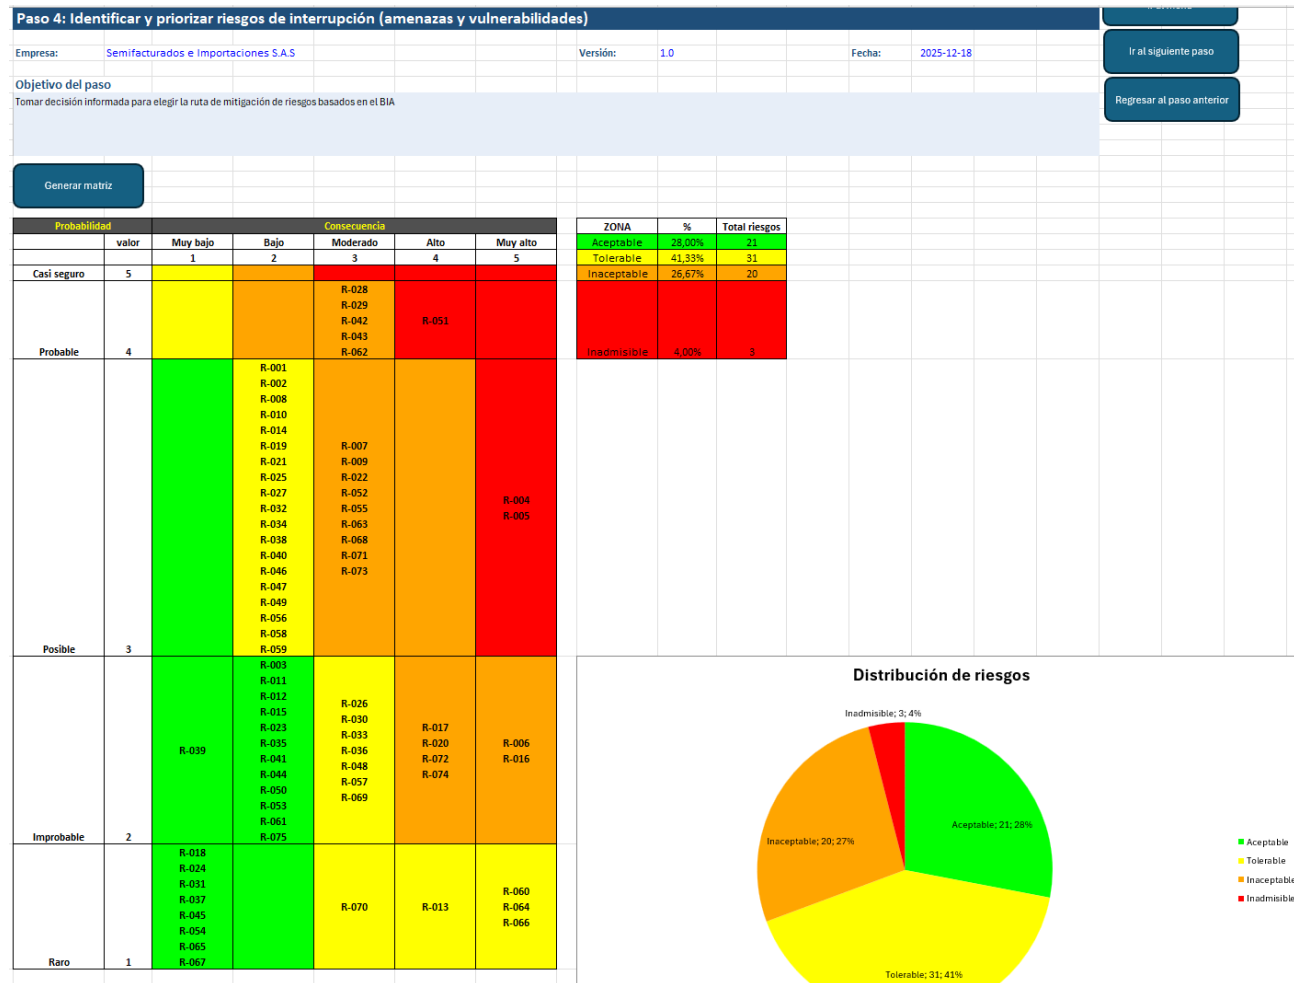 Paso 4: Identificar y priorizar riesgos de interrupción (amenazas y vulnerabilidades)
Empresa: Semifacturados e Importaciones S.A.S Versión: 1.0 Fecha: 2025-12-18
Ir al siguiente paso
Objetivo del paso
Regresar al paso anterior
Tomar decisión informada para elegir la ruta de mitigación de riesgos basados en el BIA
Generar matriz
Probabilidad Consecuencia
valor Muy bajo Bajo Moderado Alto Muy alto
1 2 3 4 5
Casi seguro 5
R-028
R-029
R-042
R-043
R-062
R-051
Probable 4
R-001
R-002
R-008
R-010
R-014
R-019
R-021
R-025
R-027
R-032
R-034
R-038
R-040
R-046
R-047
R-049
R-056
R-058
R-059
R-007
R-009
R-022
R-052
R-055
R-063
R-068
R-071
R-073
R-004
R-005
Posible 3
R-039
R-003
R-011
R-012
R-015
R-023
R-035
R-041
R-044
R-050
R-053
R-061
R-075
R-026
R-030
R-033
R-036
R-048
R-057
R-069
R-017
R-020
R-072
R-074
R-006
R-016
Improbable 2
R-018
R-024
R-031
R-037
R-045
R-054
R-065
R-067
R-070
R-013
R-060
R-064
R-066
Raro 1
ZONA % Total riesgos
Aceptable 28,00% 21
Tolerable 41,33% 31
Inaceptable 26,67% 20
Inadmisible 4,00% 3
Distribución de riesgos
Inadmisible; 3; 4%
Aceptable; 21; 28%
Inaceptable; 20; 27%
Tolerable; 31; 41%
Aceptable
Tolerable
Inaceptable
Inadmisible